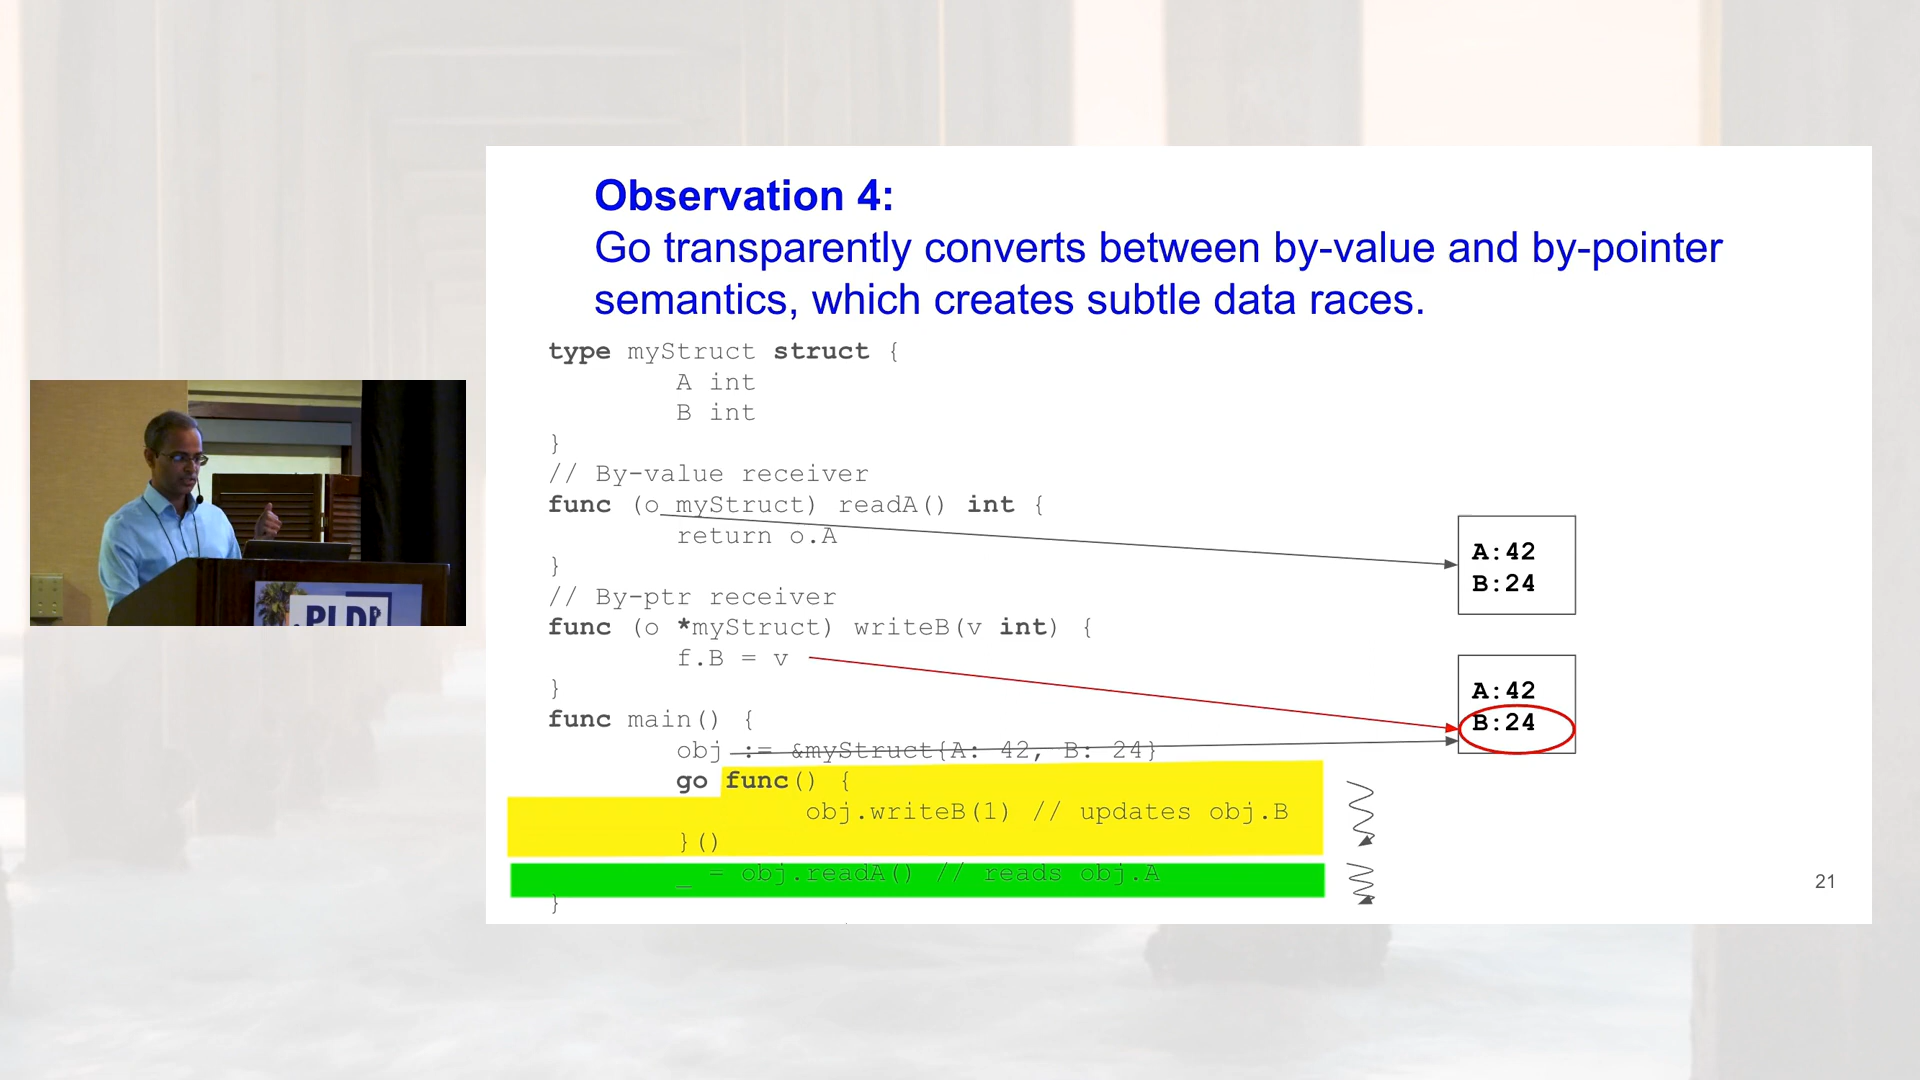 Observation 4:
Go transparently converts between by-value and by-pointer
semantics, which creates subtle data races.
type myStruct struct {
A int
B int
}
// By-value receiver
func (o myStruct) readA() int {
return o.A
}
// By-ptr receiver
func (o *myStruct) writeB(v int) {
f.B = v
}
func main() {
obj := &myStruct{A: 42, B: 24}
go func() {
obj.writeB(1) // updates obj.B
}()
_ = obj.readA() // reads obj.A
}
A:42
B:24
A:42
B:24
21
PLDI